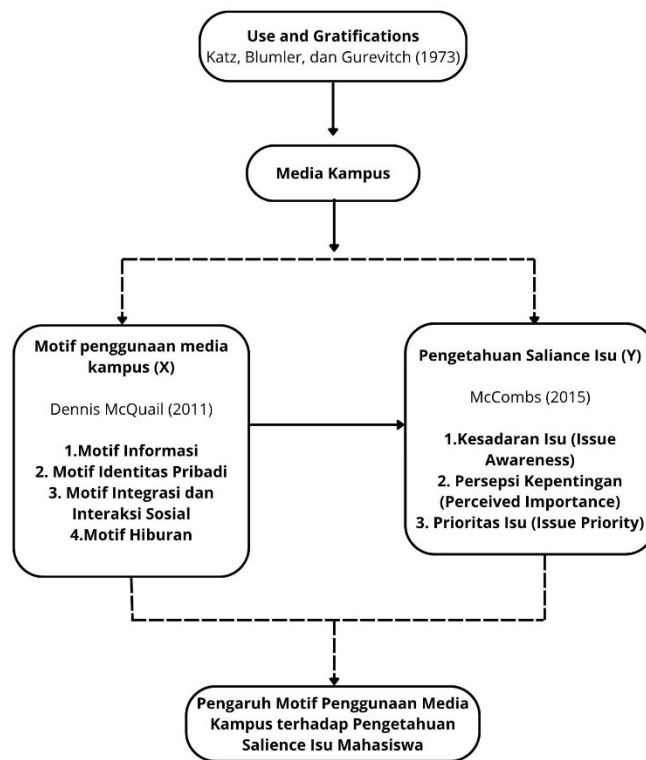 Use and Gratifications
Katz, Blumler, dan Gurevitch (1973)
Media Kampus
Motif penggunaan media
kampus (X)
Dennis McQuail (2011)
1.Motif Informasi
2. Motif Identitas Pribadi
3. Motif Integrasi dan
Interaksi Sosial
4.Motif Hiburan
Pengetahuan Saliance Isu (Y)
McCombs (2015)
1.Kesadaran Isu (Issue
Awareness)
2. Persepsi Kepentingan
(Perceived Importance)
3. Prioritas Isu (Issue Priority)
Pengaruh Motif Penggunaan Media
Kampus terhadap Pengetahuan
Salience Isu Mahasiswa